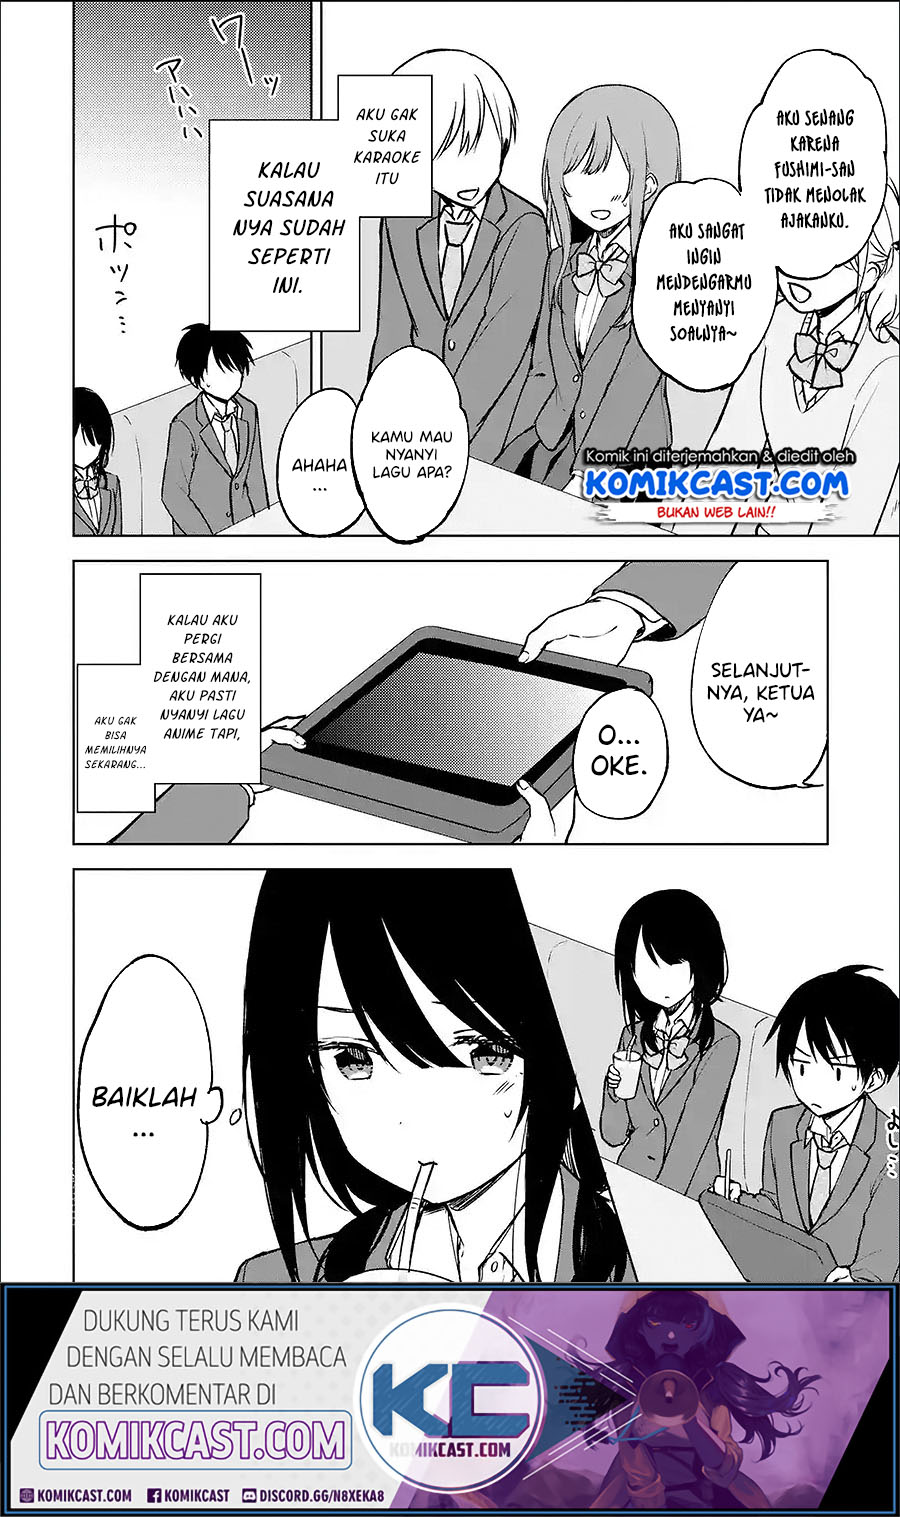 AKU SENANG
KARENA
FUSHIMI-SAN
TIDAK MENOLAK
AJAKANKU.
AKU SANGAT
INGIN
MENDENGARMU
MENYANYI
SOALNYA~
ワーッ
アハハハ
AKU GAK
SUKA
KARAOKE
ITU
KALAU
SUASANA
NYA SUDAH
SEPERTI
INI.
ポツン…
KAMU MAU
NYANYI
LAGU APA?
AHAHA
...
Komik ini diterjemahkan & diedit oleh
KOMIKCAST.COM
BUKAN WEB LAIN!!
SELANJUT-
NYA, KETUA
YA~
O...
OKE.
KALAU AKU
PERGI
BERSAMA
DENGAN MANA,
AKU PASTI
NYANYI LAGU
ANIME TAPI,
AKU GAK
BISA
MEMILIHNYA
SEKARANG...
BAIKLAH
...
DUKUNG TERUS KAMI
DENGAN SELALU MEMBACA
DAN BERKOMENTAR DI
KOMIKCAST.COM
KC
KOMIKCAST.COM
KOMIKCAST.COM
KOMIKCAST
DISCORD.GG/N8XEKA8